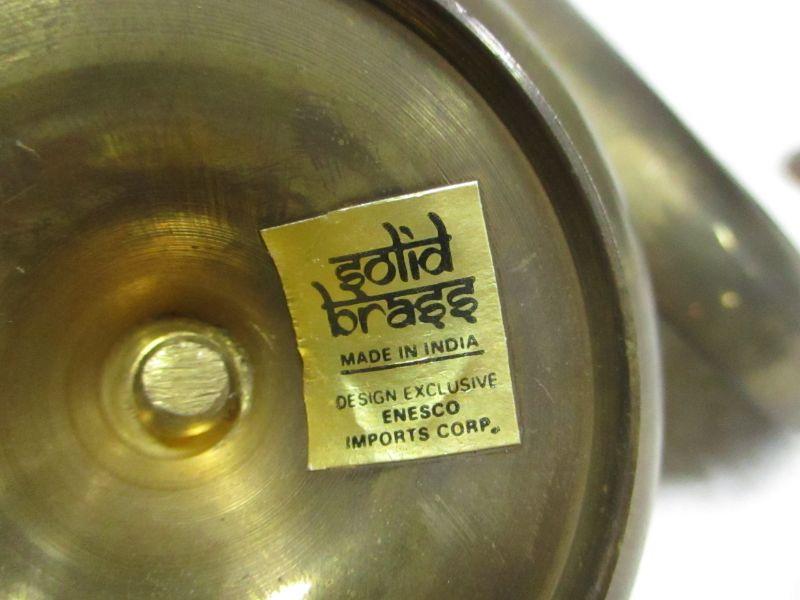 solid
brass
MADE IN INDIA
DESIGN EXCLUSIVE
ENESCO
IMPORTS CORP.